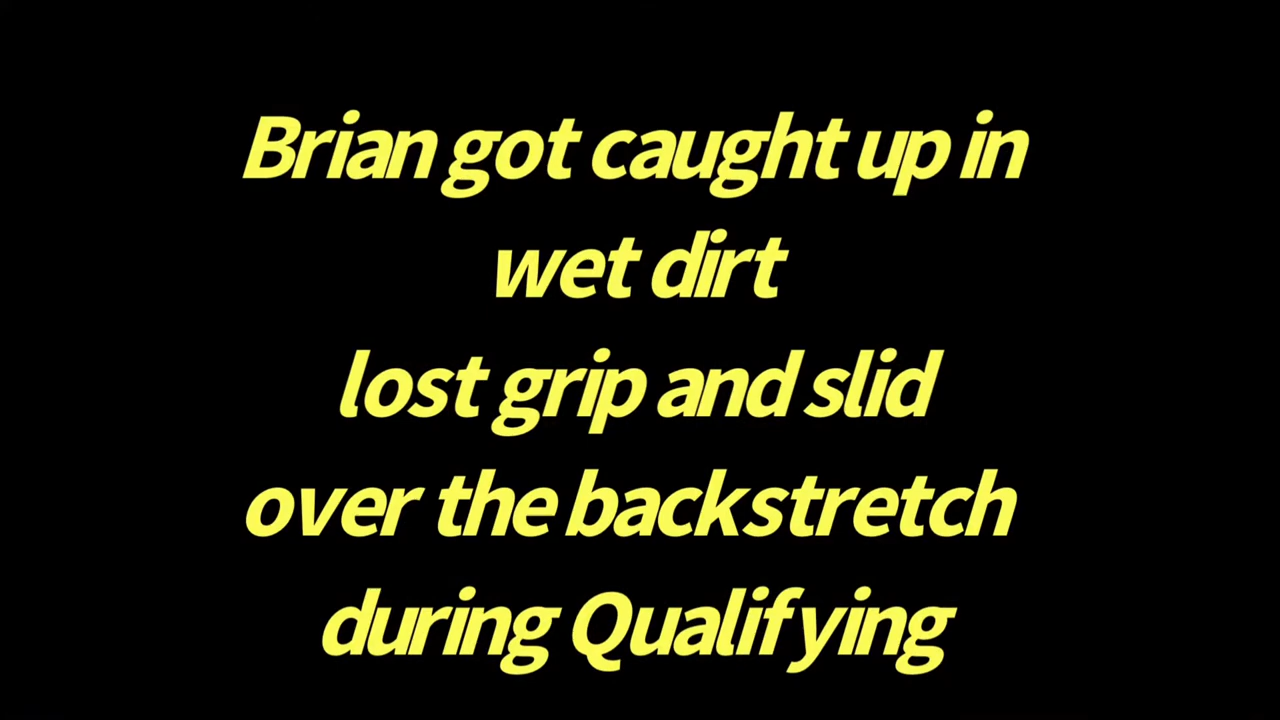 Brian got caught up in
wet dirt
lost grip and slid
over the backstretch
during Qualifying